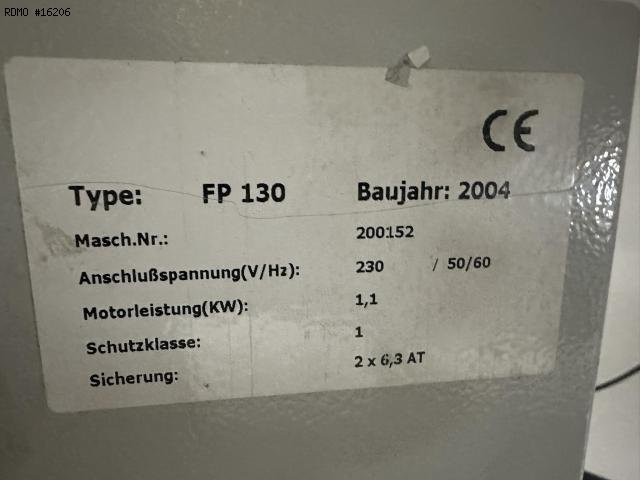 RDMO #16206
CE
Type: FP 130 Baujahr: 2004
Masch.Nr.: 200152
Anschlußspannung(V/Hz): 230 / 50/60
Motorleistung(KW): 1,1
Schutzklasse: 1
Sicherung: 2 x 6,3 AT